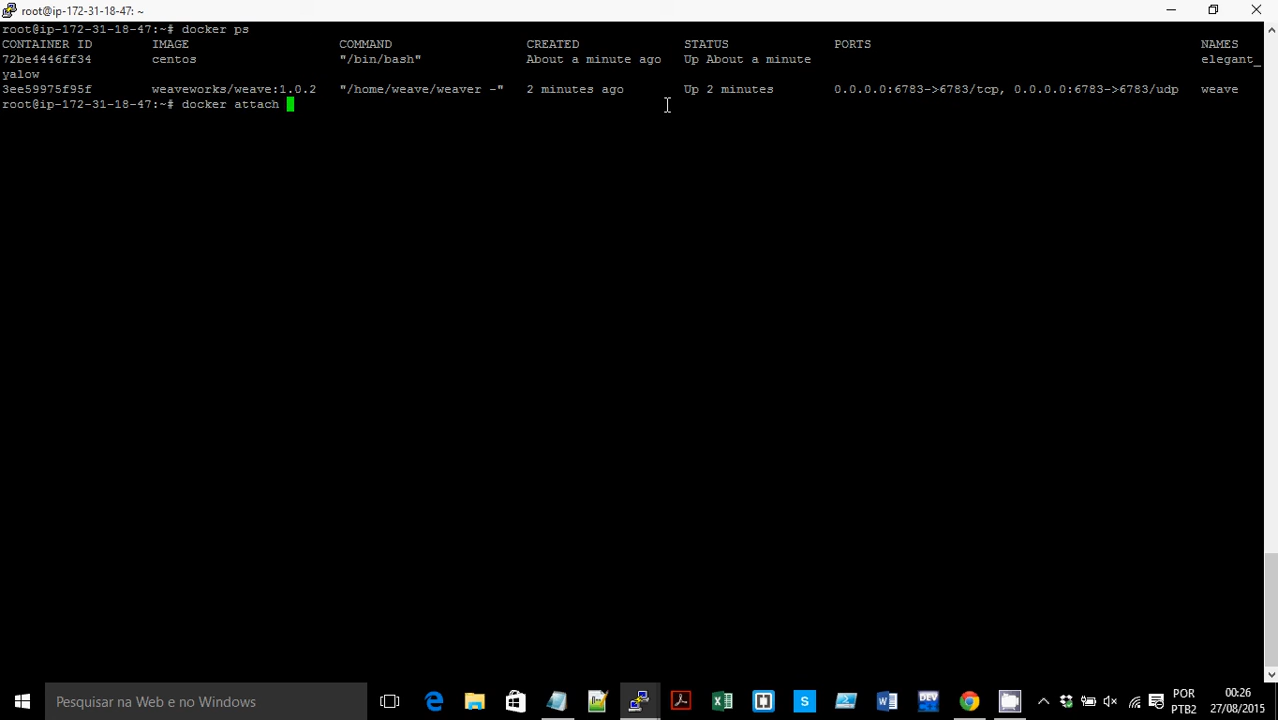 root@ip-172-31-18-47: ~
root@ip-172-31-18-47:~# docker ps
CONTAINER ID IMAGE COMMAND CREATED STATUS PORTS NAMES
72be4446ff34 centos "/bin/bash" About a minute ago Up About a minute elegant_
yalow
3ee59975f95f weaveworks/weave:1.0.2 "/home/weave/weaver -" 2 minutes ago Up 2 minutes 0.0.0.0:6783->6783/tcp, 0.0.0.0:6783->6783/udp weave
root@ip-172-31-18-47:~# docker attach
Pesquisar na Web e no Windows
POR
PTB2
00:26
27/08/2015